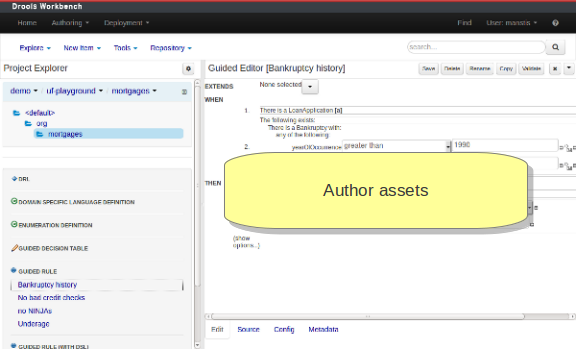 Drools Workbench
Home Authoring Deployment Find User: manstis
Explore New Item Tools Repository search...
Project Explorer
demo / uf-playground / mortgages
<default>
org
mortgages
DRL
DOMAIN SPECIFIC LANGUAGE DEFINITION
ENUMERATION DEFINITION
GUIDED DECISION TABLE
GUIDED RULE
Bankruptcy history
No bad credit checks
no NINJAs
Underage
GUIDED RULE (WITH DSL)
Guided Editor [Bankruptcy history] Save Delete Rename Copy Validate
EXTENDS None selected
WHEN
1. There is a LoanApplication [a]
The following exists:
There is a Bankruptcy with:
any of the following:
2. yearOfOccurrence greater than 1990
THEN
Author assets
(show
options...)
Edit Source Config Metadata